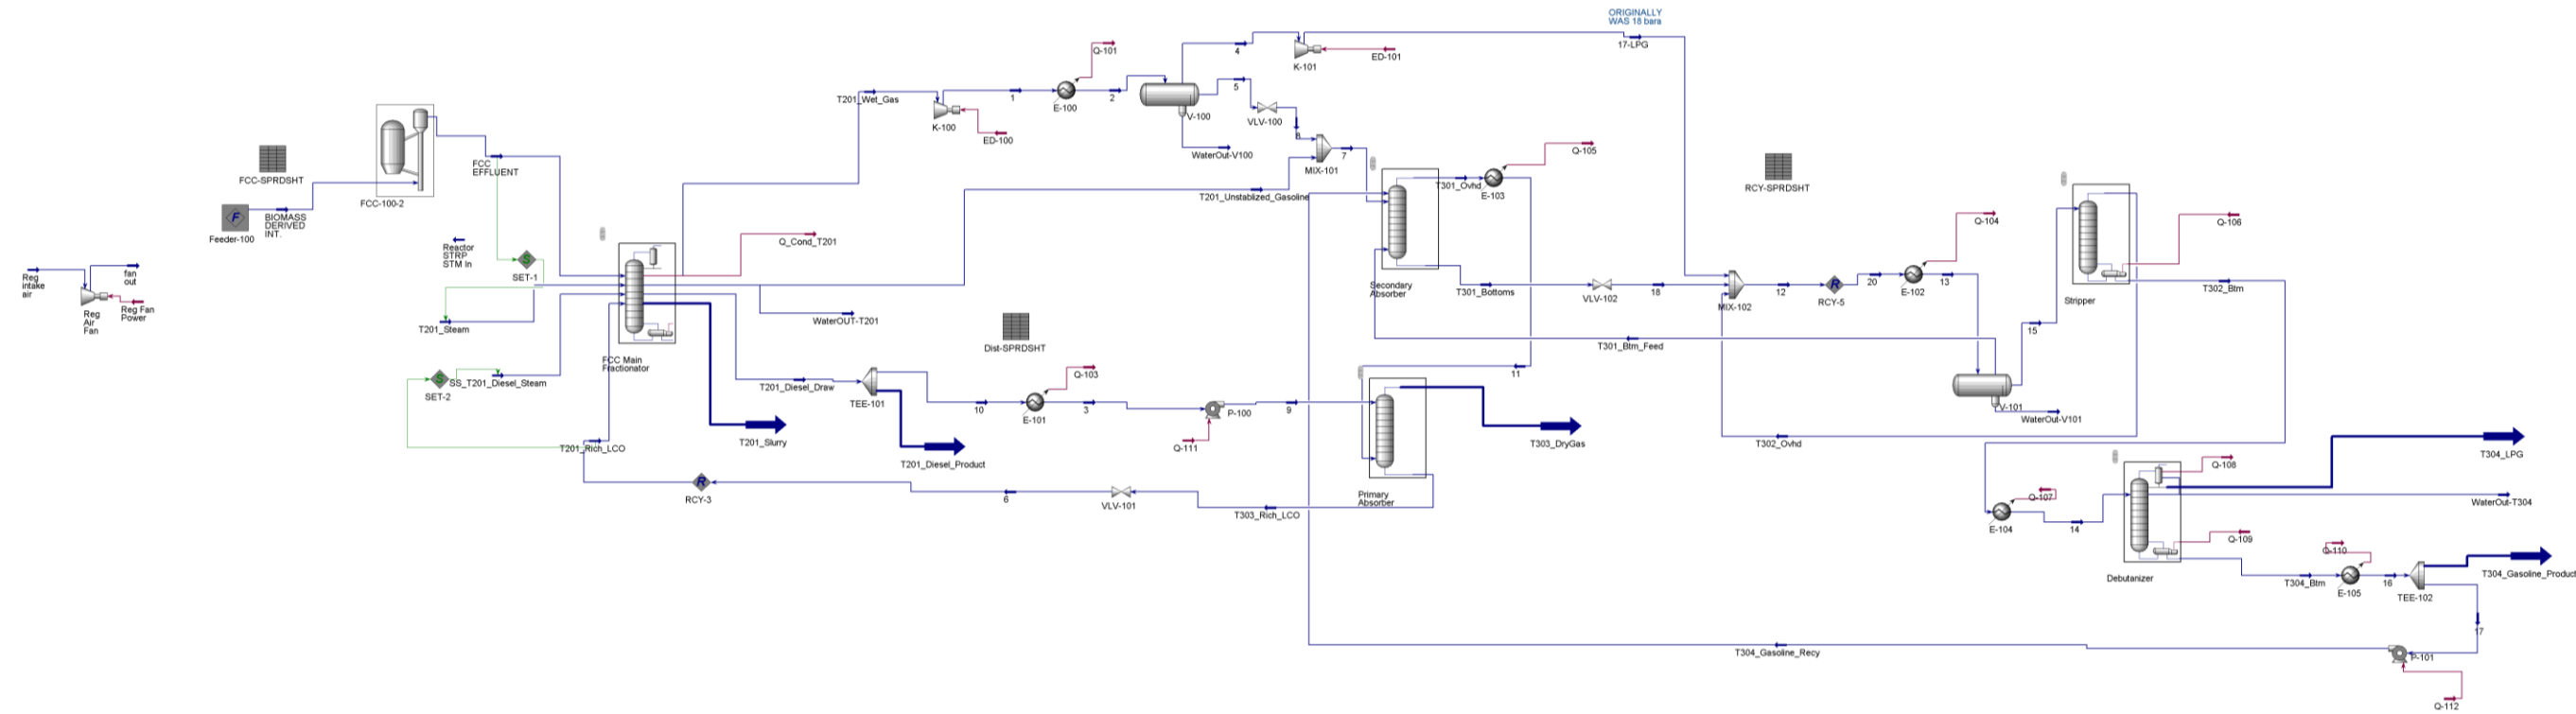 ORIGINALLY
WAS 18 bara
Q-101
4
K-101
17-LPG
ED-101
T201_Wet_Gas
1
E-100
2
5
V-100
VLV-100
K-100
ED-100
8
WaterOut-V100
MIX-101
7
Q-105
FCC-SPRDSHT
FCC
EFFLUENT
FCC-100-2
F
Feeder-100
BIOMASS
DERIVED
INT.
T201_Unstablized_Gasoline
T301_Ovhd
E-103
RCY-SPRDSHT
Q-104
Q-106
Reactor
STRP
STM In
S
SET-1
Q_Cond_T201
Reg
intake
air
fan
out
Reg
Air
Fan
Reg Fan
Power
T201_Steam
WaterOUT-T201
Secondary
Absorber
T301_Bottoms
VLV-102
18
MIX-102
12
R
RCY-5
20
E-102
13
Stripper
T302_Btm
15
T301_Btm_Feed
Dist-SPRDSHT
FCC Main
Fractionator
S
SET-2
SS_T201_Diesel_Steam
T201_Diesel_Draw
TEE-101
Q-103
10
E-101
3
P-100
9
Q-111
11
V-101
WaterOut-V101
T201_Rich_LCO
T201_Slurry
T201_Diesel_Product
T303_DryGas
T302_Ovhd
R
RCY-3
6
VLV-101
T303_Rich_LCO
Primary
Absorber
Q-108
T304_LPG
Q-107
E-104
14
WaterOut-T304
Q-109
Debutanizer
Q-110
T304_Btm
E-105
16
TEE-102
T304_Gasoline_Product
17
T304_Gasoline_Recy
P-101
Q-112